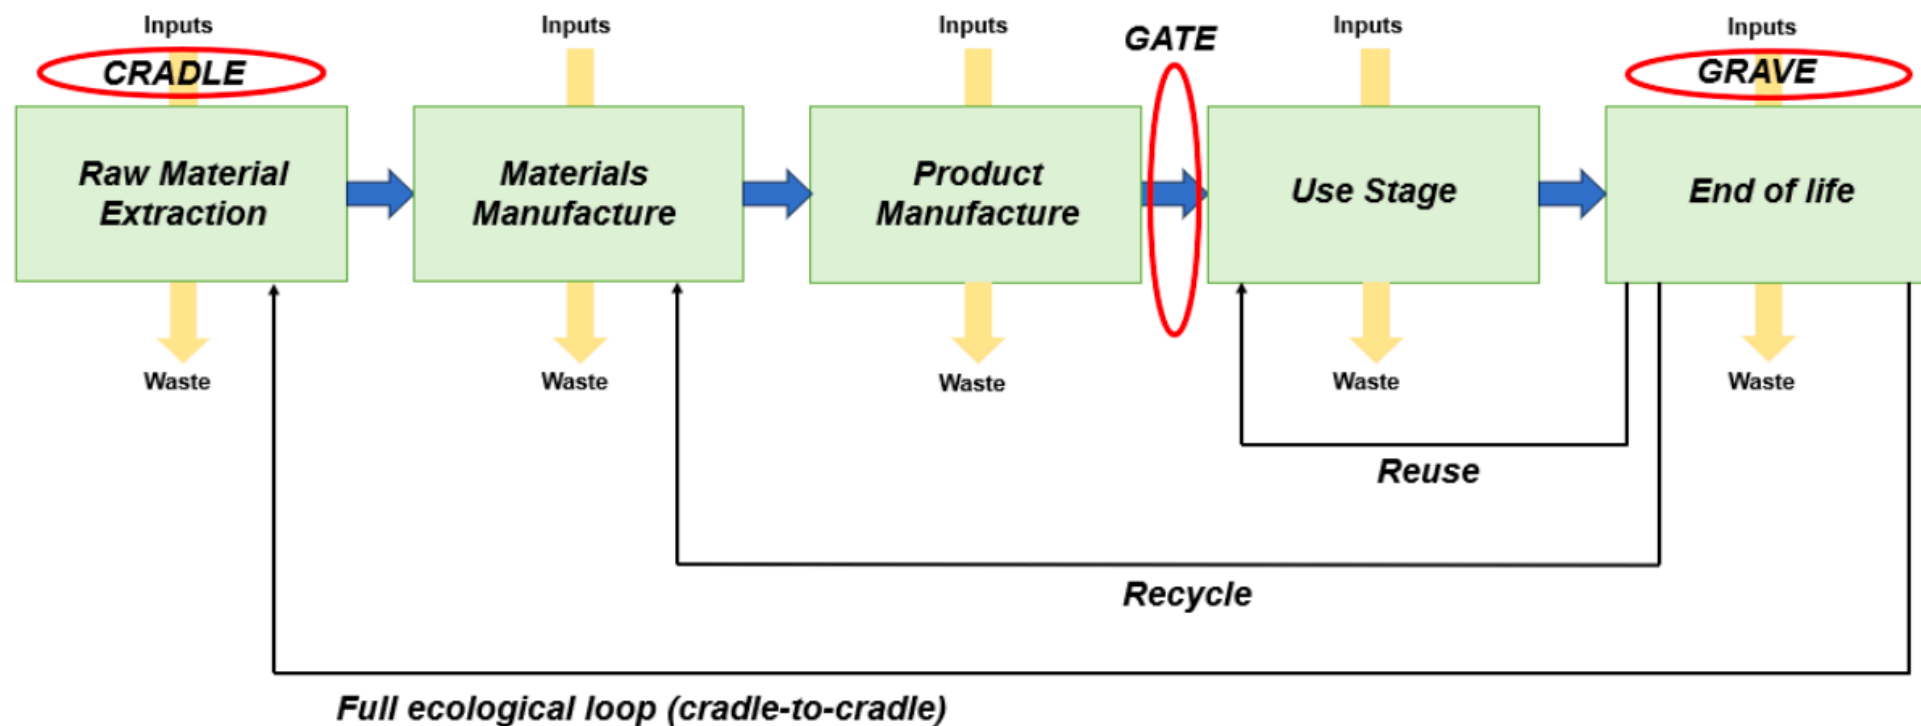 Inputs
Inputs
Inputs
GATE
Inputs
Inputs
CRADLE
GRAVE
Raw Material
Extraction
Materials
Manufacture
Product
Manufacture
Use Stage
End of life
Waste
Waste
Waste
Waste
Waste
Reuse
Recycle
Full ecological loop (cradle-to-cradle)